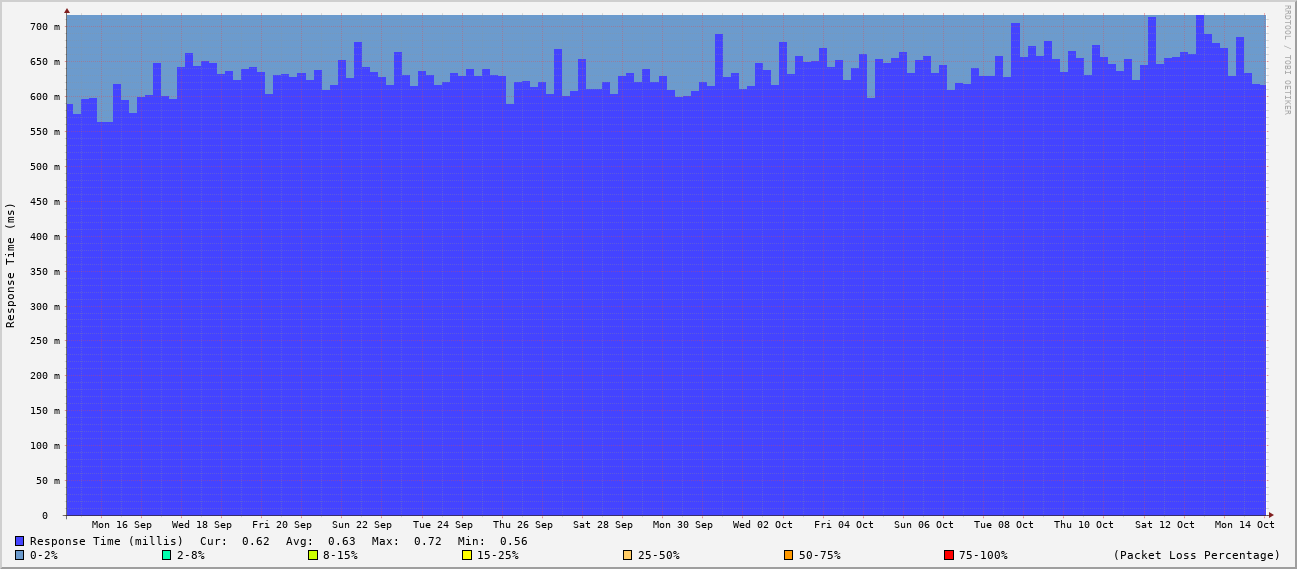 700 m
650 m
600 m
550 m
500 m
450 m
400 m
350 m
300 m
250 m
200 m
150 m
100 m
50 m
0
Response Time (ms)
RRDTOOL / TOBI OETIKER
Mon 16 Sep Wed 18 Sep Fri 20 Sep Sun 22 Sep Tue 24 Sep Thu 26 Sep Sat 28 Sep Mon 30 Sep Wed 02 Oct Fri 04 Oct Sun 06 Oct Tue 08 Oct Thu 10 Oct Sat 12 Oct Mon 14 Oct
Response Time (millis) Cur: 0.62 Avg: 0.63 Max: 0.72 Min: 0.56
0-2% 2-8% 8-15% 15-25% 25-50% 50-75% 75-100% (Packet Loss Percentage)